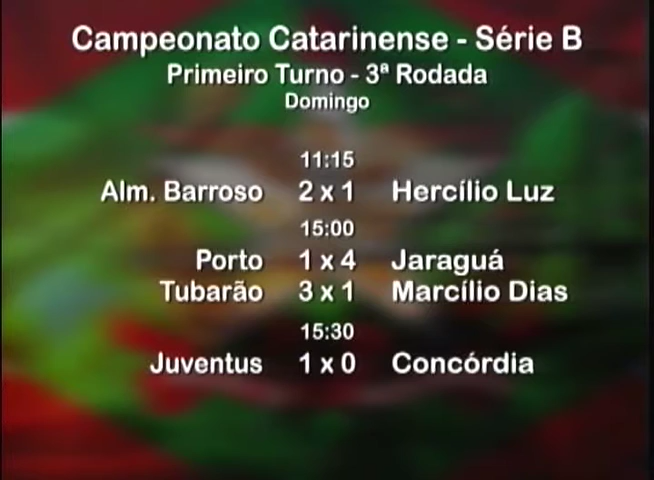 Campeonato Catarinense - Série B
Primeiro Turno - 3ª Rodada
Domingo
11:15
Alm. Barroso 2 x 1 Hercílio Luz
15:00
Porto 1 x 4 Jaraguá
Tubarão 3 x 1 Marcílio Dias
15:30
Juventus 1 x 0 Concórdia